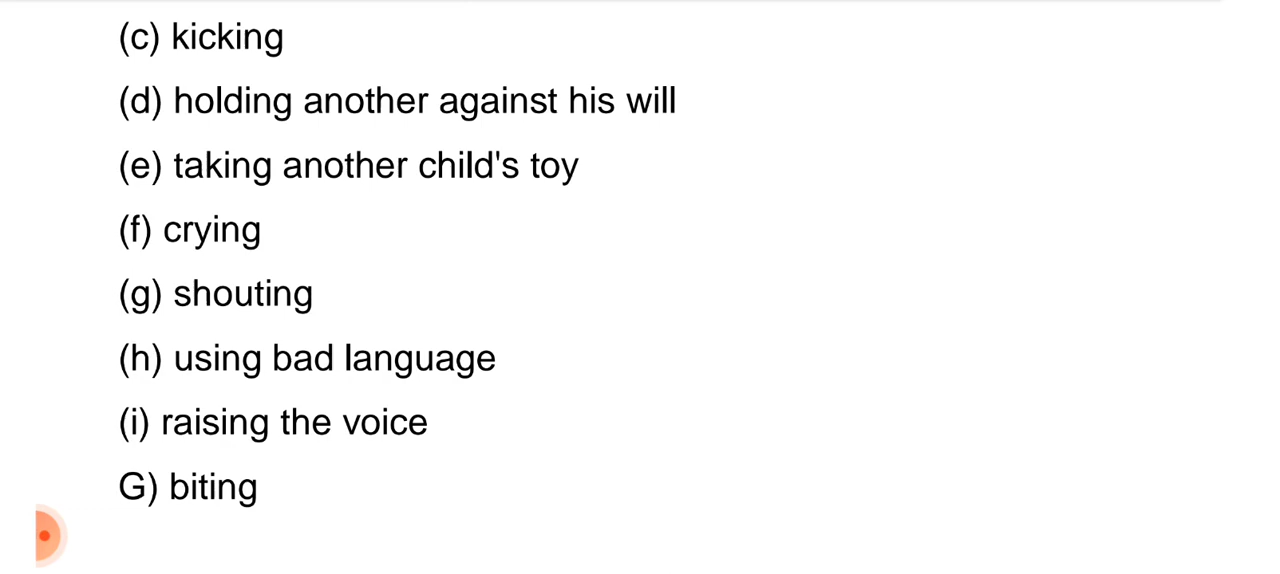 (c) kicking
(d) holding another against his will
(e) taking another child's toy
(f) crying
(g) shouting
(h) using bad language
(i) raising the voice
G) biting